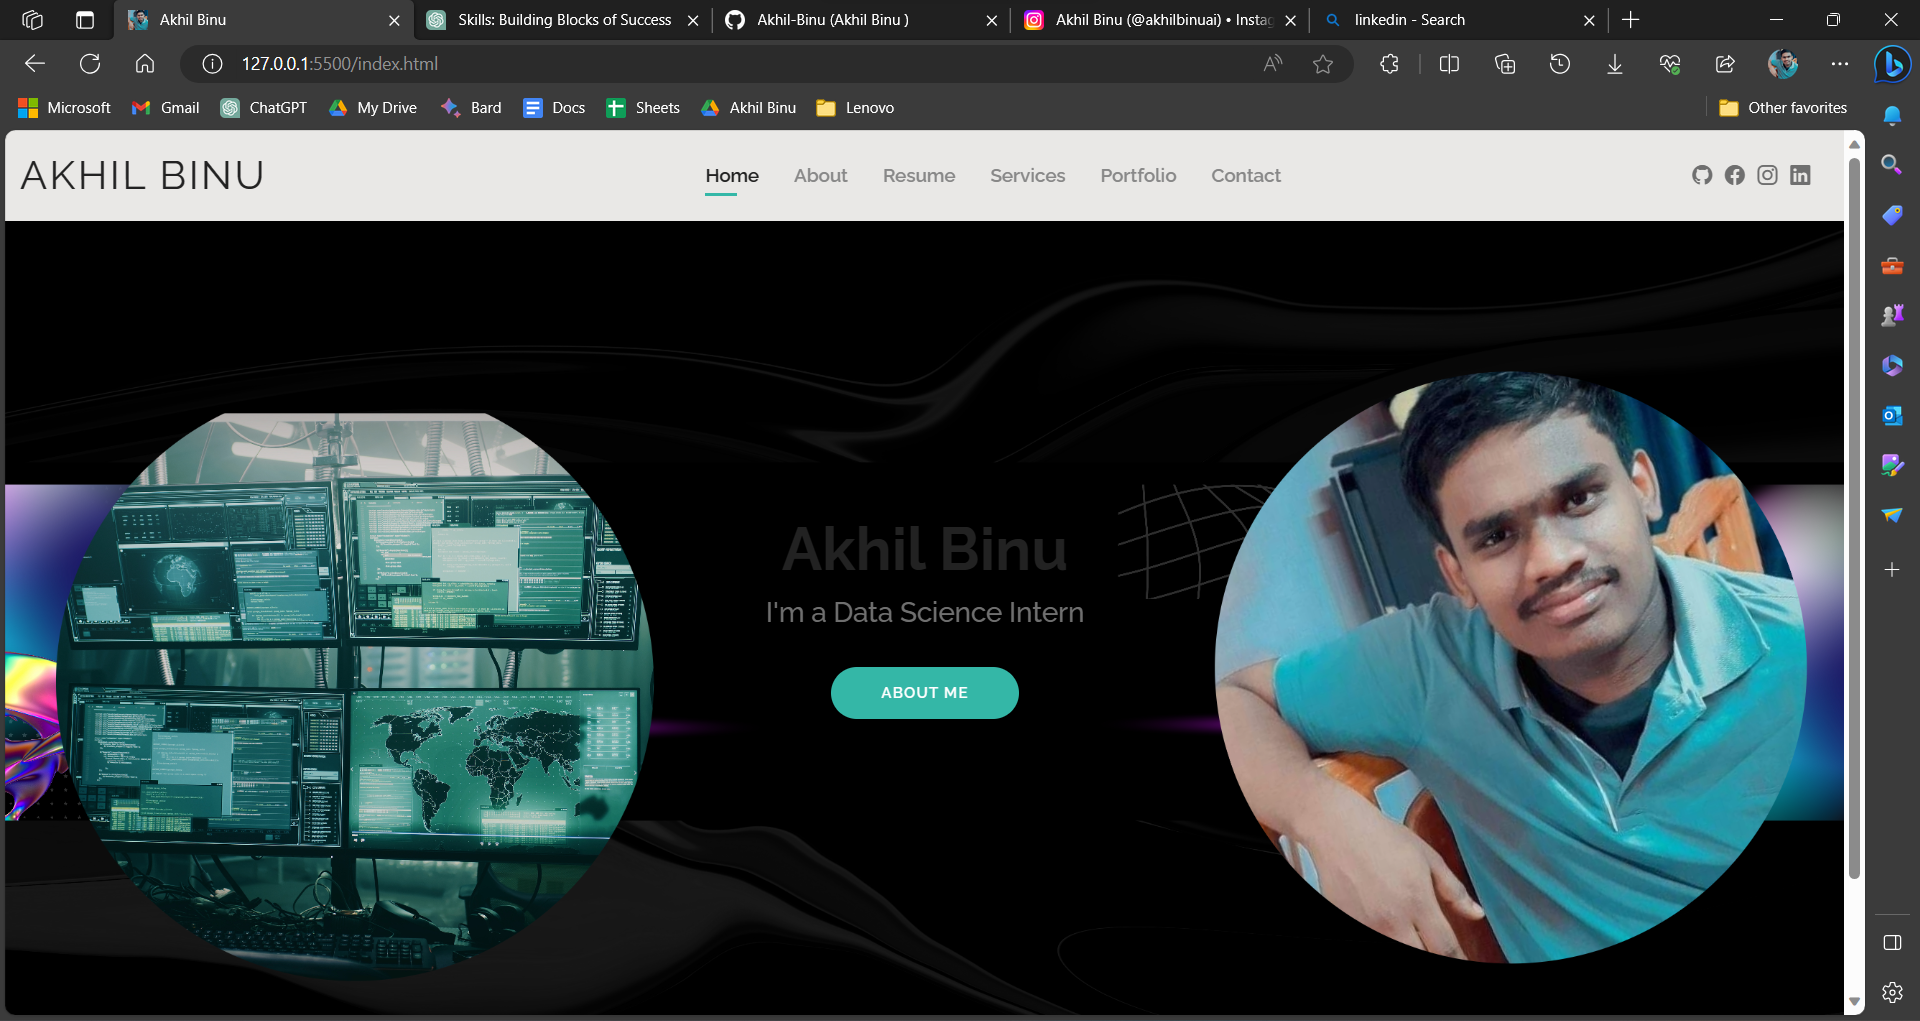 Akhil Binu
Skills: Building Blocks of Success
Akhil-Binu (Akhil Binu )
Akhil Binu (@akhilbinuai) • Instag
linkedin - Search
127.0.0.1:5500/index.html
Microsoft
Gmail
ChatGPT
My Drive
Bard
Docs
Sheets
Akhil Binu
Lenovo
Other favorites
AKHIL BINU
Home
About
Resume
Services
Portfolio
Contact
Akhil Binu
I'm a Data Science Intern
ABOUT ME